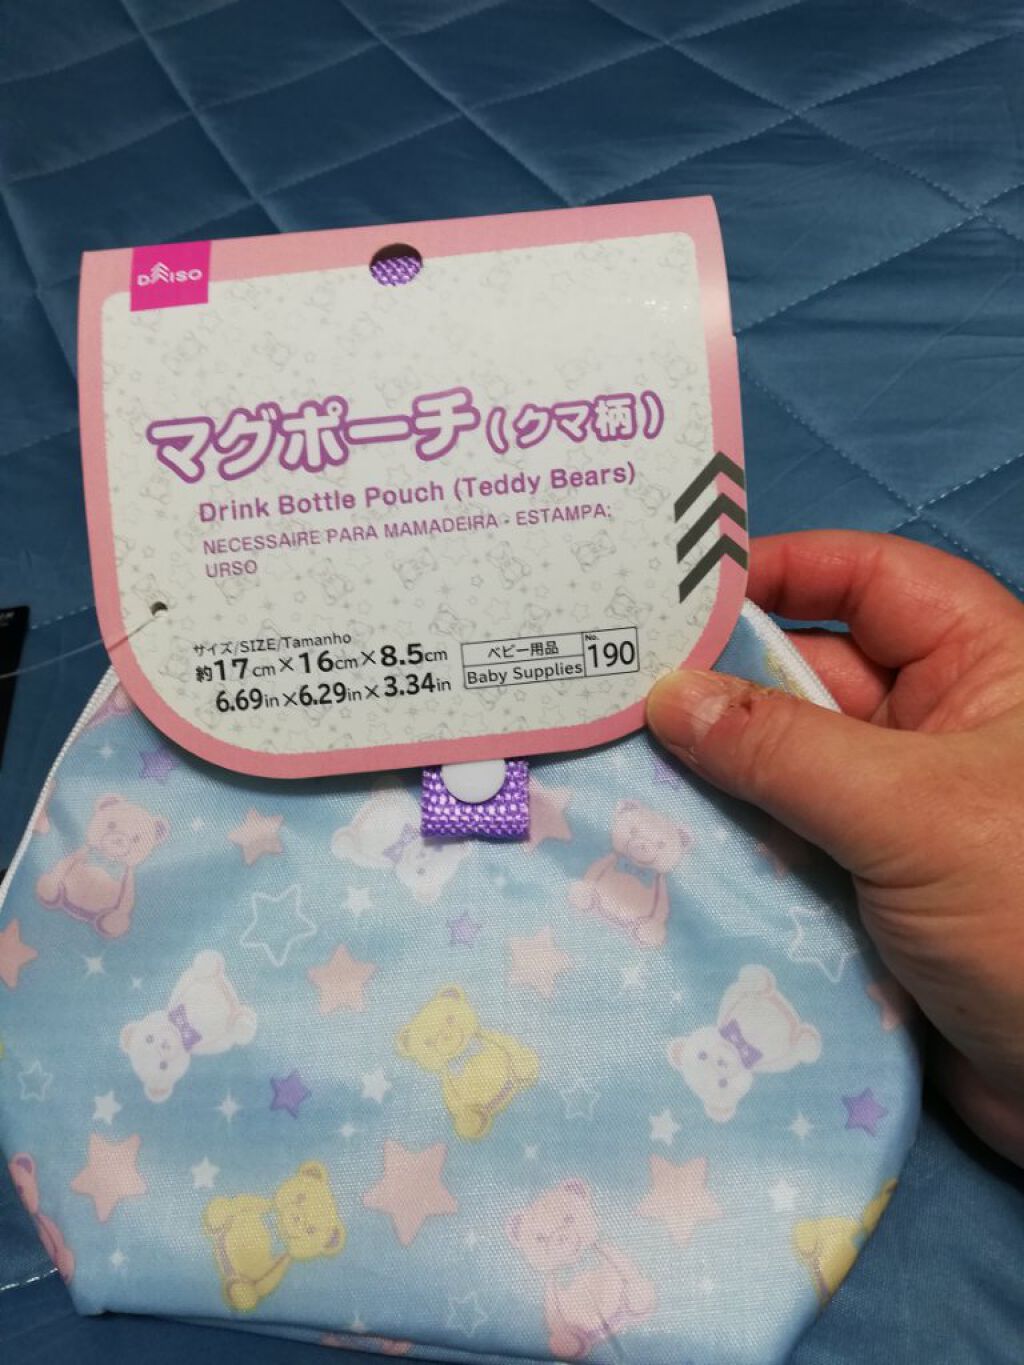 DAISO
マグポーチ(クマ柄)
Drink Bottle Pouch (Teddy Bears)
NECESSAIRE PARA MAMADEIRA - ESTAMPA:
URSO
サイズ/SIZE/Tamanho
約17cm×16cm×8.5cm
6.69in×6.29in×3.34in
ベビー用品
Baby Supplies
No.
190